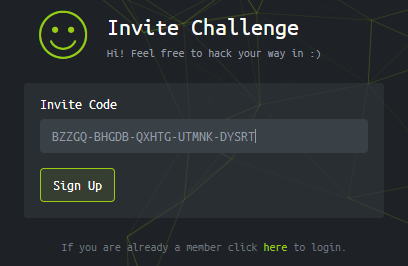 Invite Challenge
Hi! Feel free to hack your way in :)
Invite Code
BZZGQ-BHGDB-QXHTG-UTMNK-DYSRT
Sign Up
If you are already a member click here to login.